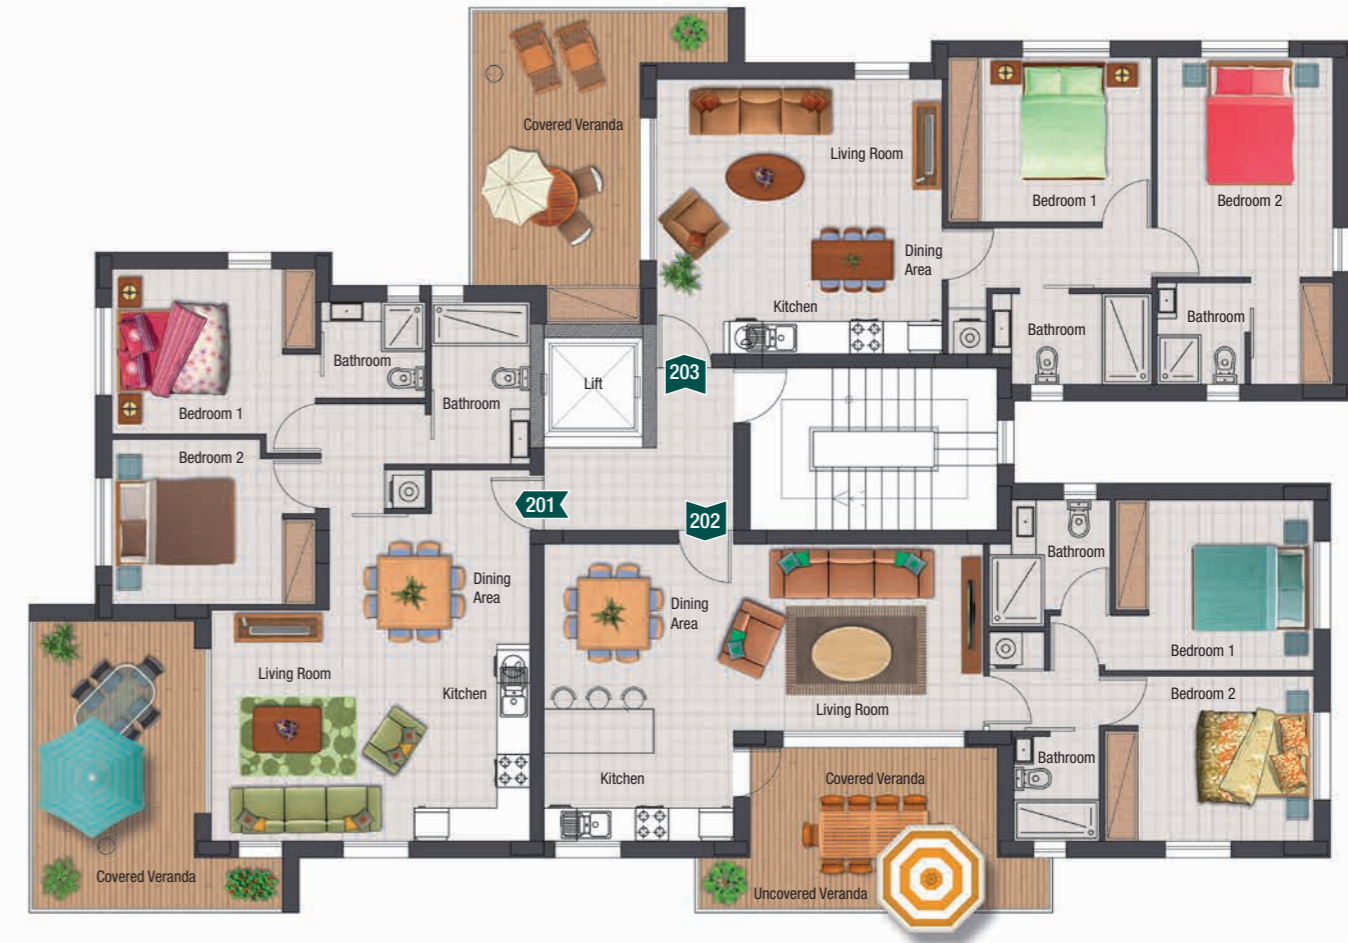 Covered Veranda
Living Room
Dining
Area
Kitchen
Bedroom 1
Bedroom 2
Bathroom
Bathroom
203
Lift
Bathroom
Bathroom
Bedroom 1
Bedroom 2
201
202
Dining
Area
Living Room
Kitchen
Covered Veranda
Dining
Area
Living Room
Kitchen
Covered Veranda
Uncovered Veranda
Bathroom
Bedroom 1
Bedroom 2
Bathroom